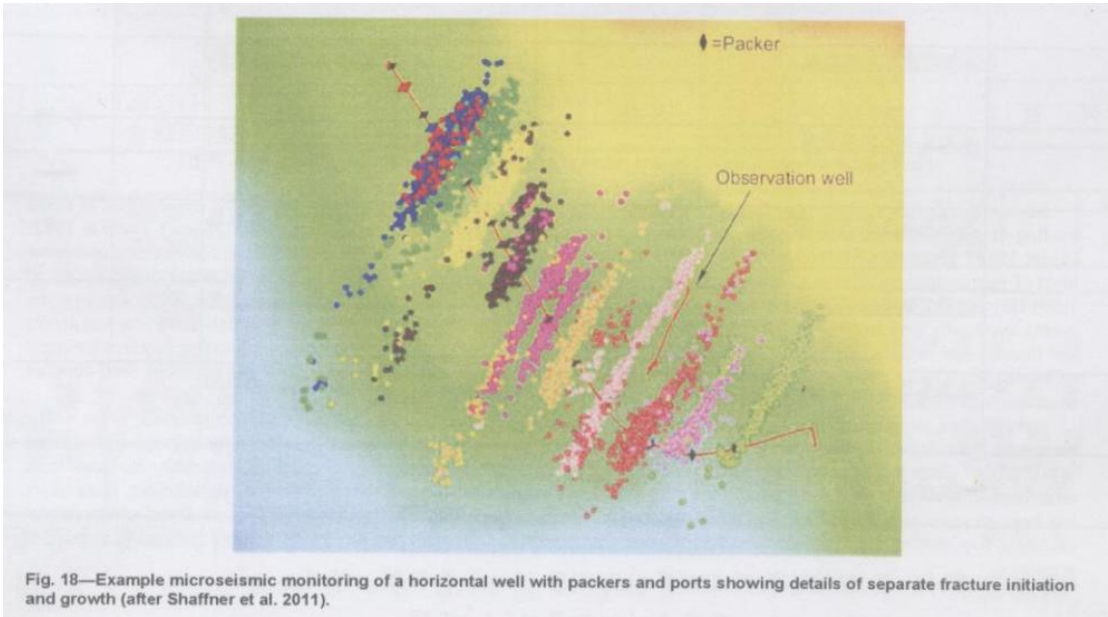 =Packer
Observation well
Fig. 18—Example microseismic monitoring of a horizontal well with packers and ports showing details of separate fracture initiation
and growth (after Shaffner et al. 2011).